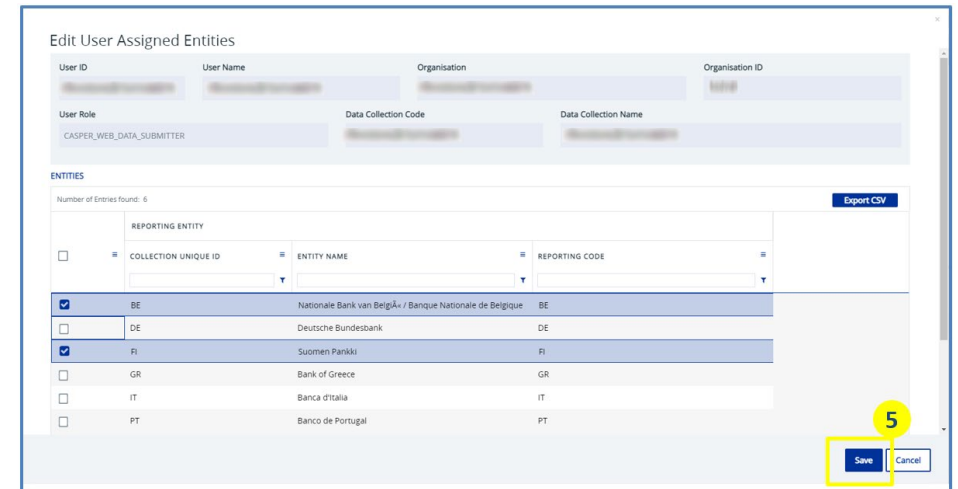 Edit User Assigned Entities
User ID User Name Organisation Organisation ID
User Role Data Collection Code Data Collection Name
CASPER_WEB_DATA_SUBMITTER
ENTITIES
Number of Entries found: 6 Export CSV
REPORTING ENTITY
COLLECTION UNIQUE ID ENTITY NAME REPORTING CODE
BE Nationale Bank van BelgiÃ« / Banque Nationale de Belgique BE
DE Deutsche Bundesbank DE
FI Suomen Pankki FI
GR Bank of Greece GR
IT Banca d'Italia IT
PT Banco de Portugal PT
5
Save Cancel